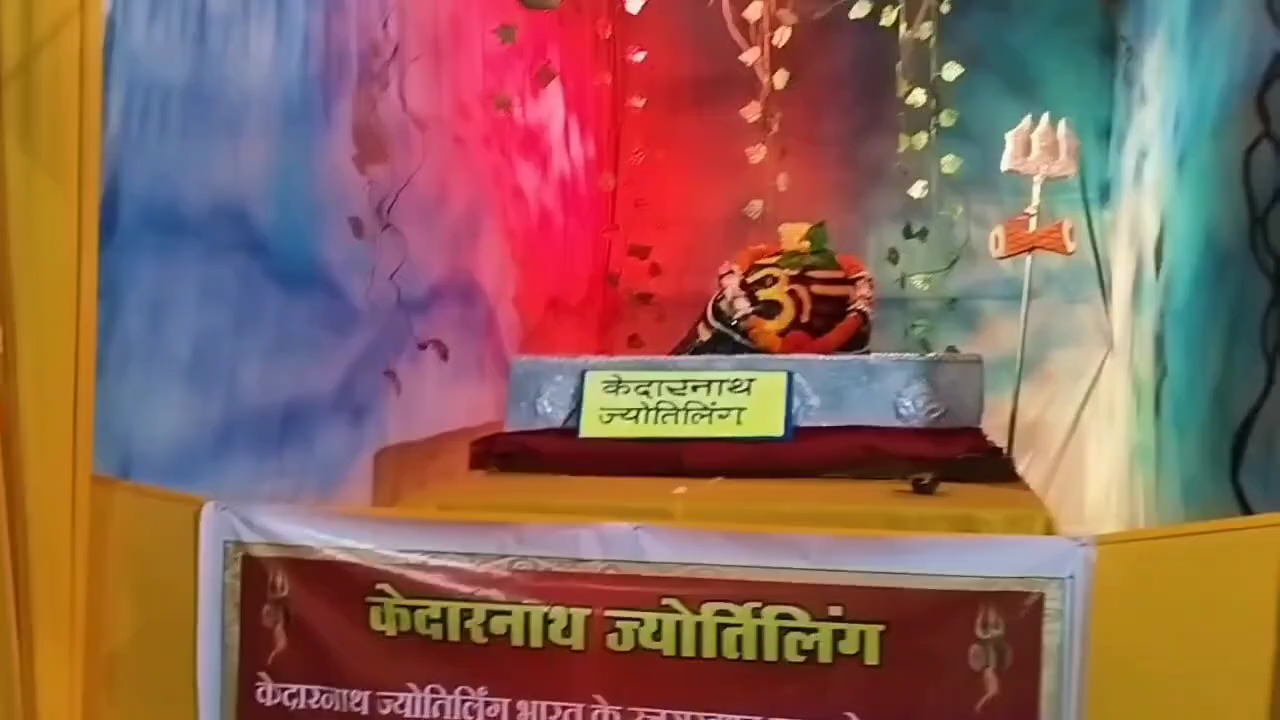 ॐ
केदारनाथ
ज्योतिलिंग
केदारनाथ ज्योर्तिलिंग
केदारनाथ ज्योतिर्लिंग भारत के